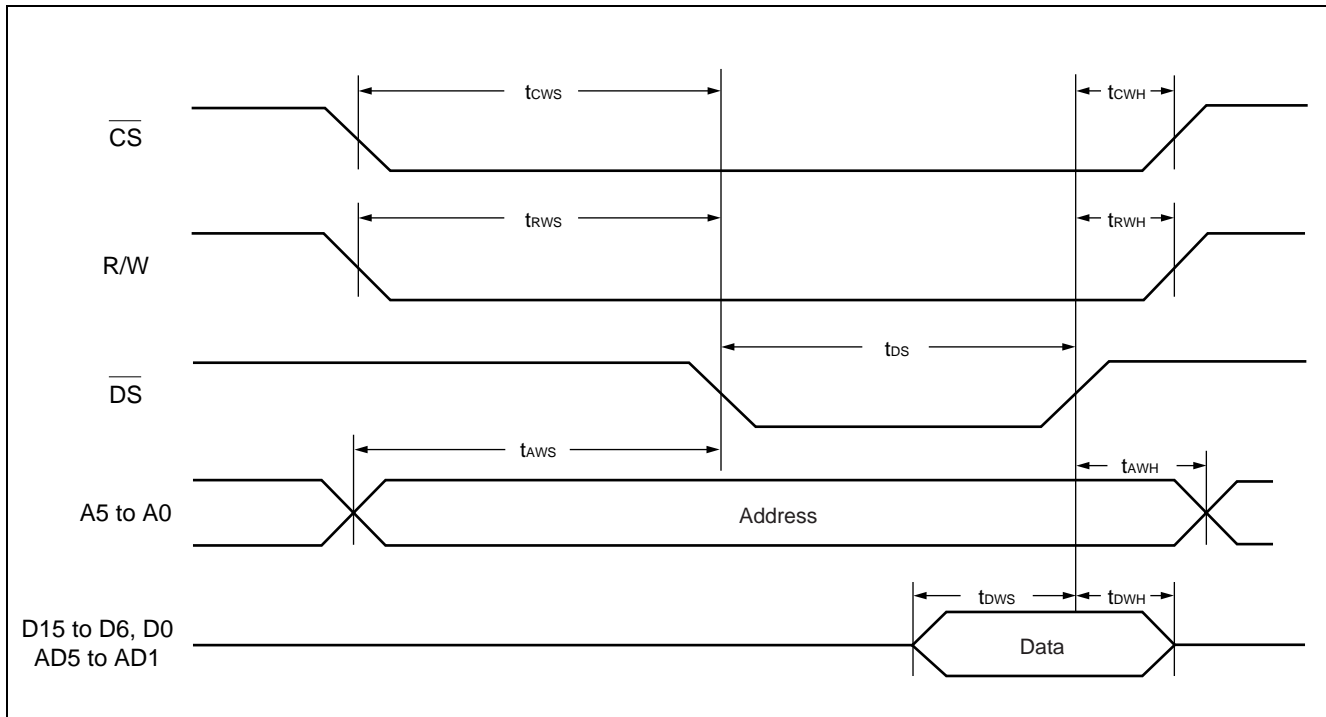 tCWS
tCWH
CS
tRWS
tRWH
R/W
tDS
DS
tAWS
tAWH
A5 to A0
Address
tDWS
tDWH
D15 to D6, D0
AD5 to AD1
Data